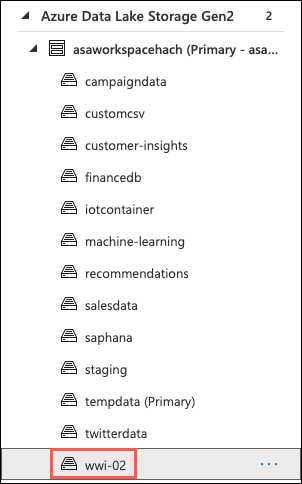 Azure Data Lake Storage Gen2 2
asaworkspacehach (Primary - asa...
campaigndata
customcsv
customer-insights
financedb
iotcontainer
machine-learning
recommendations
salesdata
saphana
staging
tempdata (Primary)
twitterdata
wwi-02 ...